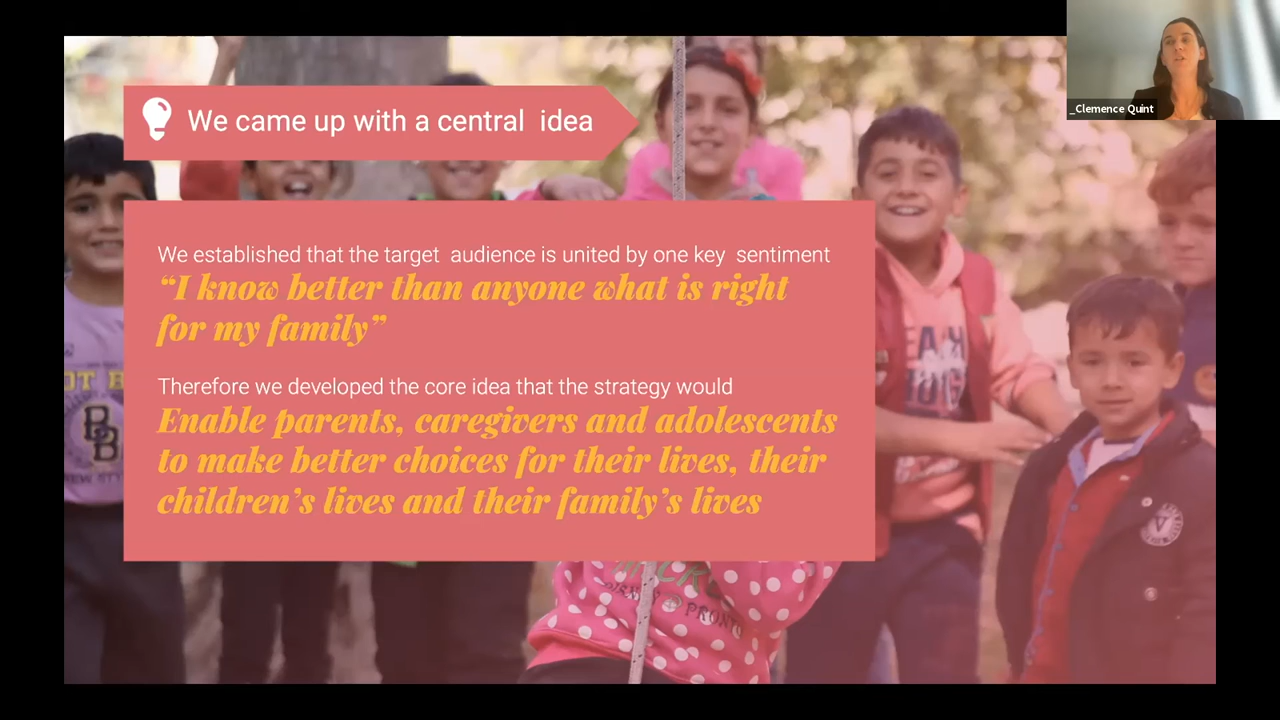 _Clemence Quint
We came up with a central idea
We established that the target audience is united by one key sentiment
“I know better than anyone what is right
for my family”
Therefore we developed the core idea that the strategy would
Enable parents, caregivers and adolescents
to make better choices for their lives, their
children’s lives and their family’s lives